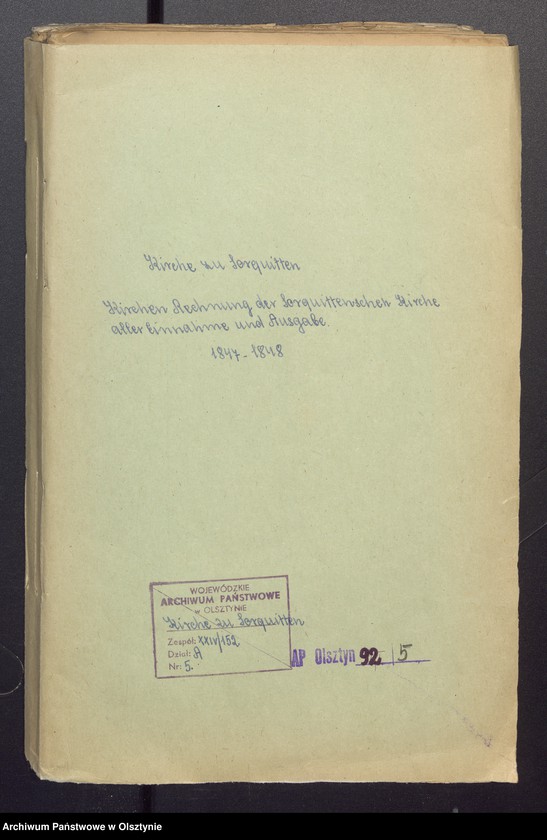 Kirche zu Sorquitten
Kirchen Rechnung der Sorquittenschen Kirche
aller Einnahme und Ausgabe.
1847-1848
WOJEWÓDZKIE
ARCHIWUM PAŃSTWOWE
w OLSZTYNIE
Kirche zu Sorquitten
Zespół: XXIV/152
Dział: A
Nr: 5.
AP Olsztyn 92 / 5
Archiwum Państwowe w Olsztynie